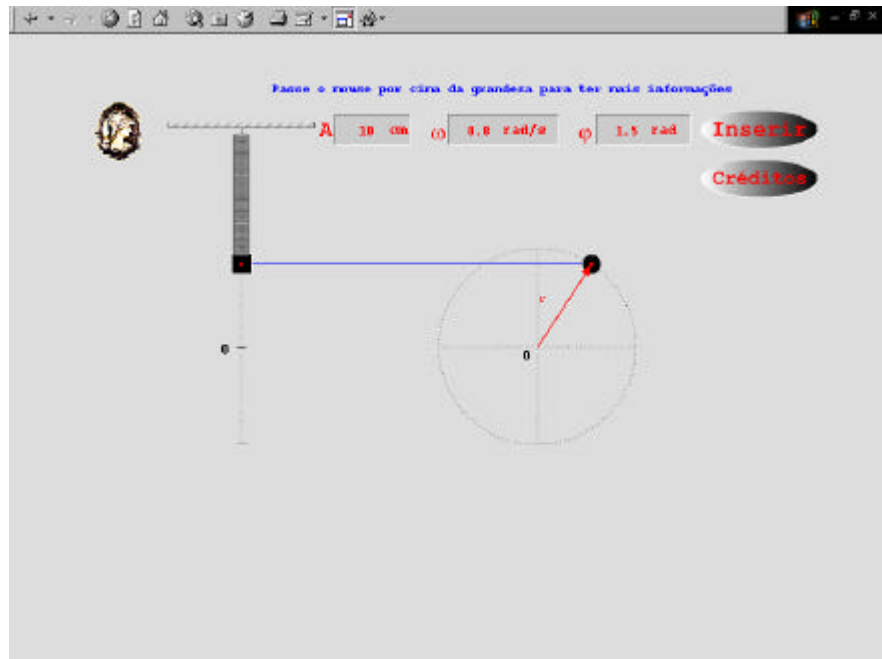 Passe o mouse por cima da grandeza para ter mais informações
A 10 cm ω rad/s φ 1.5 rad Inserir
Créditos
r
0 0